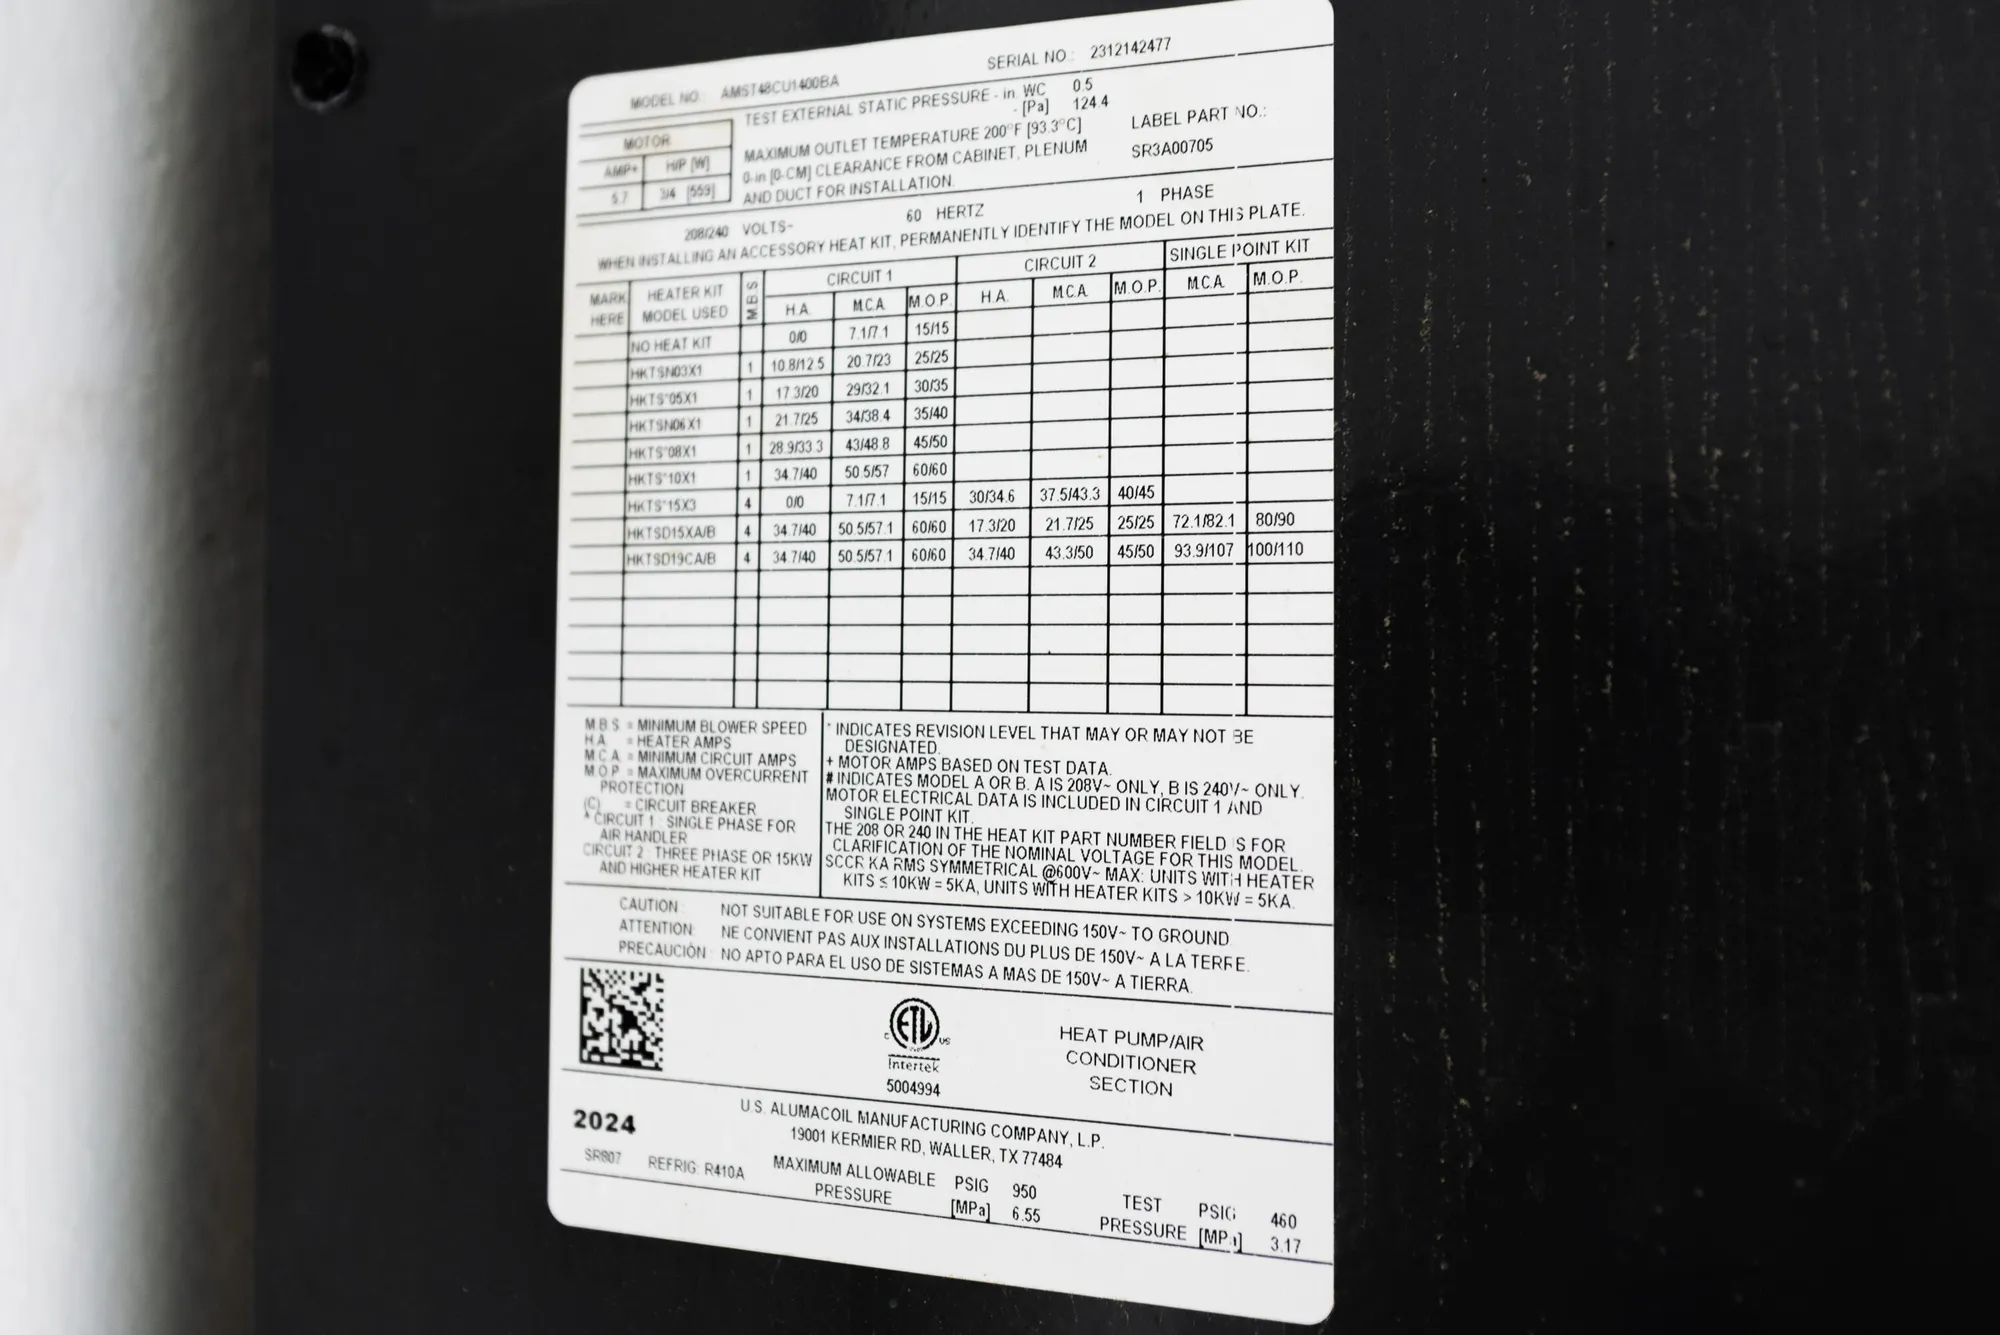 MODEL NO: AMST48CU1400BA SERIAL NO.: 2312142477
MOTOR
AMP+ H/P [W]
5.7 3/4 [559]
TEST EXTERNAL STATIC PRESSURE - in. WC 0.5
- [Pa] 124.4
MAXIMUM OUTLET TEMPERATURE 200°F [93.3°C]
0-in [0-CM] CLEARANCE FROM CABINET, PLENUM
AND DUCT FOR INSTALLATION.
LABEL PART NO.:
SR3A00705
208/240 VOLTS~ 60 HERTZ 1 PHASE
WHEN INSTALLING AN ACCESSORY HEAT KIT, PERMANENTLY IDENTIFY THE MODEL ON THIS PLATE.
MARK HERE HEATER KIT MODEL USED M.B.S CIRCUIT 1 CIRCUIT 2 SINGLE POINT KIT
H.A. M.C.A. M.O.P. H.A. M.C.A. M.O.P. M.C.A. M.O.P.
NO HEAT KIT 0/0 7.1/7.1 15/15
HKTSN03X1 1 10.8/12.5 20.7/23 25/25
HKTS*05X1 1 17.3/20 29/32.1 30/35
HKTSN06X1 1 21.7/25 34/38.4 35/40
HKTS*08X1 1 28.9/33.3 43/48.8 45/50
HKTS*10X1 1 34.7/40 50.5/57 60/60
HKTS*15X3 4 0/0 7.1/7.1 15/15 30/34.6 37.5/43.3 40/45
HKTSD15XA/B 4 34.7/40 50.5/57.1 60/60 17.3/20 21.7/25 25/25 72.1/82.1 80/90
HKTSD19CA/B 4 34.7/40 50.5/57.1 60/60 34.7/40 43.3/50 45/50 93.9/107 100/110
M.B.S = MINIMUM BLOWER SPEED
H.A. = HEATER AMPS
M.C.A. = MINIMUM CIRCUIT AMPS
M.O.P = MAXIMUM OVERCURRENT
PROTECTION
(C) = CIRCUIT BREAKER
^ CIRCUIT 1 : SINGLE PHASE FOR
AIR HANDLER
CIRCUIT 2 : THREE PHASE OR 15KW
AND HIGHER HEATER KIT
* INDICATES REVISION LEVEL THAT MAY OR MAY NOT BE
DESIGNATED.
+ MOTOR AMPS BASED ON TEST DATA.
# INDICATES MODEL A OR B. A IS 208V~ ONLY, B IS 240V~ ONLY.
MOTOR ELECTRICAL DATA IS INCLUDED IN CIRCUIT 1 AND
SINGLE POINT KIT.
THE 208 OR 240 IN THE HEAT KIT PART NUMBER FIELD IS FOR
CLARIFICATION OF THE NOMINAL VOLTAGE FOR THIS MODEL.
SCCR KA RMS SYMMETRICAL @600V~ MAX: UNITS WITH HEATER
KITS ≤ 10KW = 5KA, UNITS WITH HEATER KITS > 10KW = 5KA.
CAUTION : NOT SUITABLE FOR USE ON SYSTEMS EXCEEDING 150V~ TO GROUND
ATTENTION : NE CONVIENT PAS AUX INSTALLATIONS DU PLUS DE 150V~ A LA TERRE.
PRECAUCIÓN : NO APTO PARA EL USO DE SISTEMAS A MAS DE 150V~ A TIERRA.
C ETL US
Intertek
5004994
HEAT PUMP/AIR
CONDITIONER
SECTION
2024
U.S. ALUMACOIL MANUFACTURING COMPANY, L.P.
19001 KERMIER RD, WALLER, TX 77484
SR807 REFRIG: R410A MAXIMUM ALLOWABLE PRESSURE PSIG 950 [MPa] 6.55 TEST PRESSURE PSIG 460 [MPa] 3.17